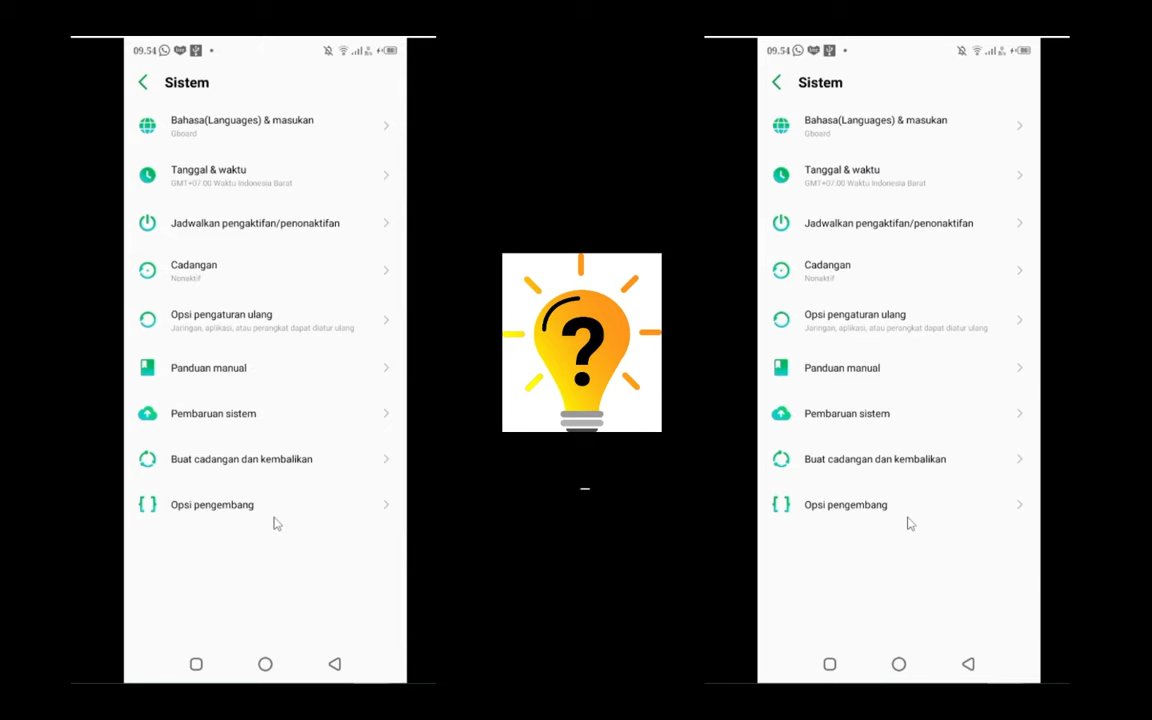 09.54
Sistem
Bahasa(Languages) & masukan
Gboard
Tanggal & waktu
GMT+07.00 Waktu Indonesia Barat
Jadwalkan pengaktifan/penonaktifan
Cadangan
Nonaktif
Opsi pengaturan ulang
Jaringan, aplikasi, atau perangkat dapat diatur ulang
Panduan manual
Pembaruan sistem
Buat cadangan dan kembalikan
{ } Opsi pengembang
?
09.54
Sistem
Bahasa(Languages) & masukan
Gboard
Tanggal & waktu
GMT+07.00 Waktu Indonesia Barat
Jadwalkan pengaktifan/penonaktifan
Cadangan
Nonaktif
Opsi pengaturan ulang
Jaringan, aplikasi, atau perangkat dapat diatur ulang
Panduan manual
Pembaruan sistem
Buat cadangan dan kembalikan
{ } Opsi pengembang